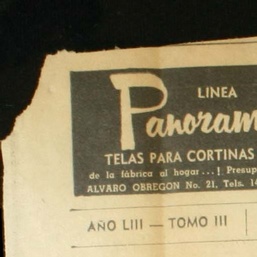 LINEA
Panoram
TELAS PARA CORTINAS
de la fábrica al hogar...! Presup
ALVARO OBREGON No. 21, Tels. 14
AÑO LIII — TOMO III